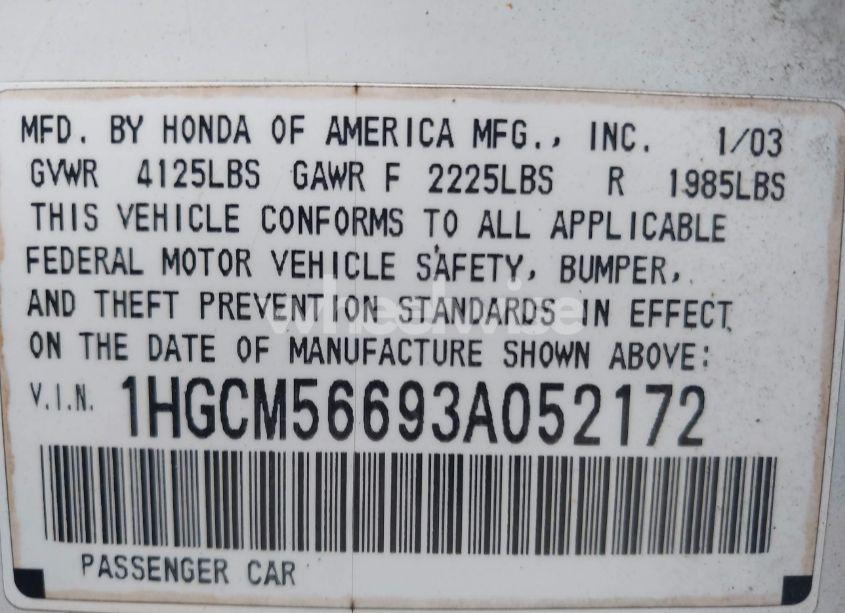 MFD. BY HONDA OF AMERICA MFG., INC. 1/03
GVWR 4125LBS GAWR F 2225LBS R 1985LBS
THIS VEHICLE CONFORMS TO ALL APPLICABLE
FEDERAL MOTOR VEHICLE SAFETY, BUMPER,
AND THEFT PREVENTION STANDARDS IN EFFECT
ON THE DATE OF MANUFACTURE SHOWN ABOVE:
V.I.N. 1HGCM56693A052172
PASSENGER CAR
wheelwise